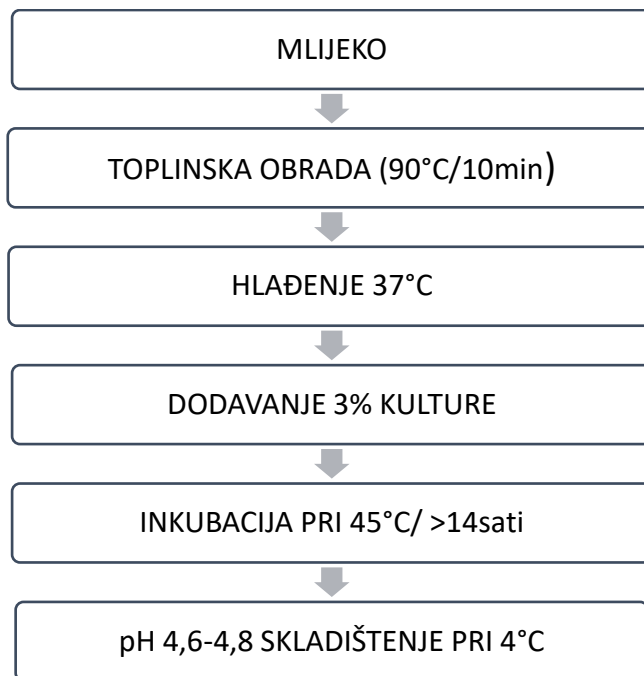 MLIJEKO
TOPLINSKA OBRADA (90°C/10min)
HLAĐENJE 37°C
DODAVANJE 3% KULTURE
INKUBACIJA PRI 45°C/ >14sati
pH 4,6-4,8 SKLADIŠTENJE PRI 4°C